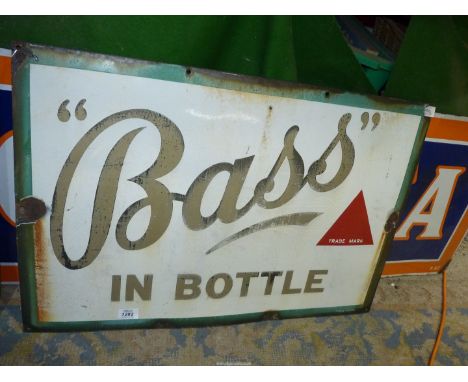 "Bass"
TRADE MARK
IN BOTTLE